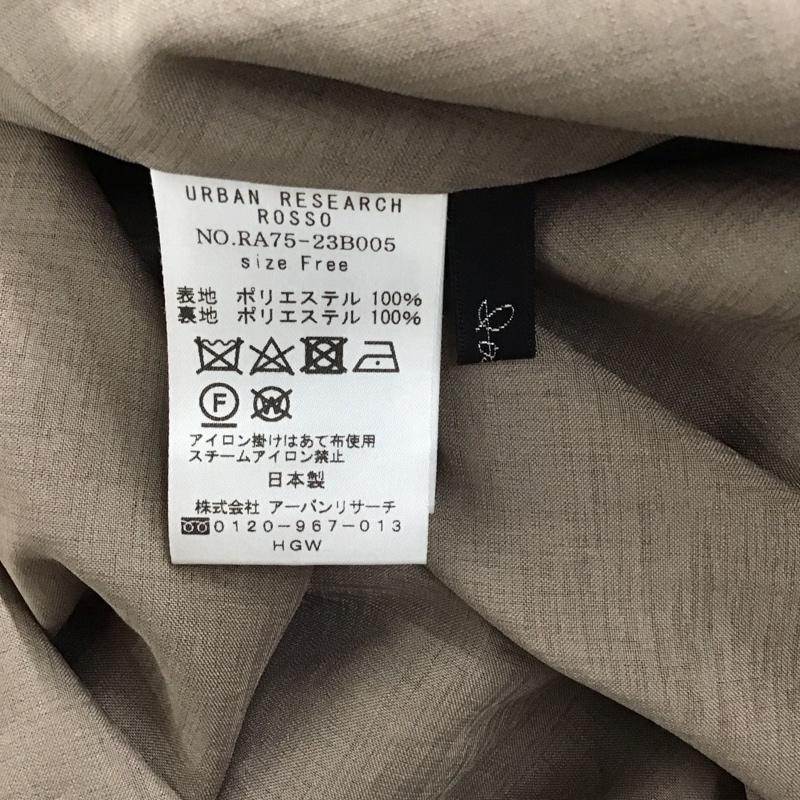 URBAN RESEARCH
ROSSO
NO.RA75-23B005
size Free
表地 ポリエステル 100%
裏地 ポリエステル 100%
F
W
アイロン掛けはあて布使用
スチームアイロン禁止
日本製
株式会社 アーバンリサーチ
0120-967-013
HGW